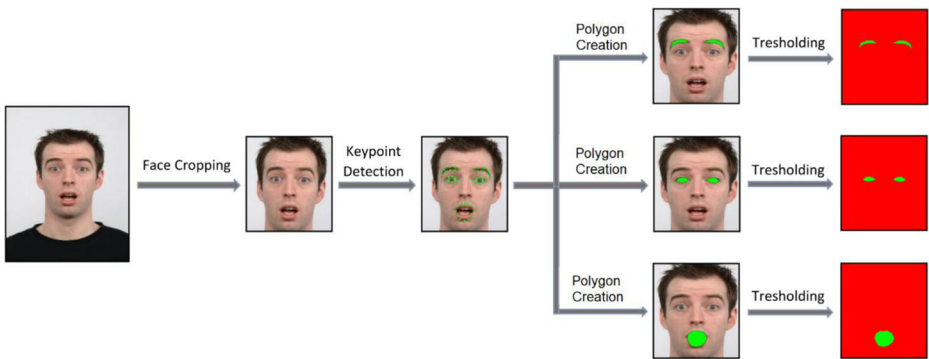 Polygon
Creation
Tresholding
Face Cropping
Keypoint
Detection
Polygon
Creation
Tresholding
Polygon
Creation
Tresholding